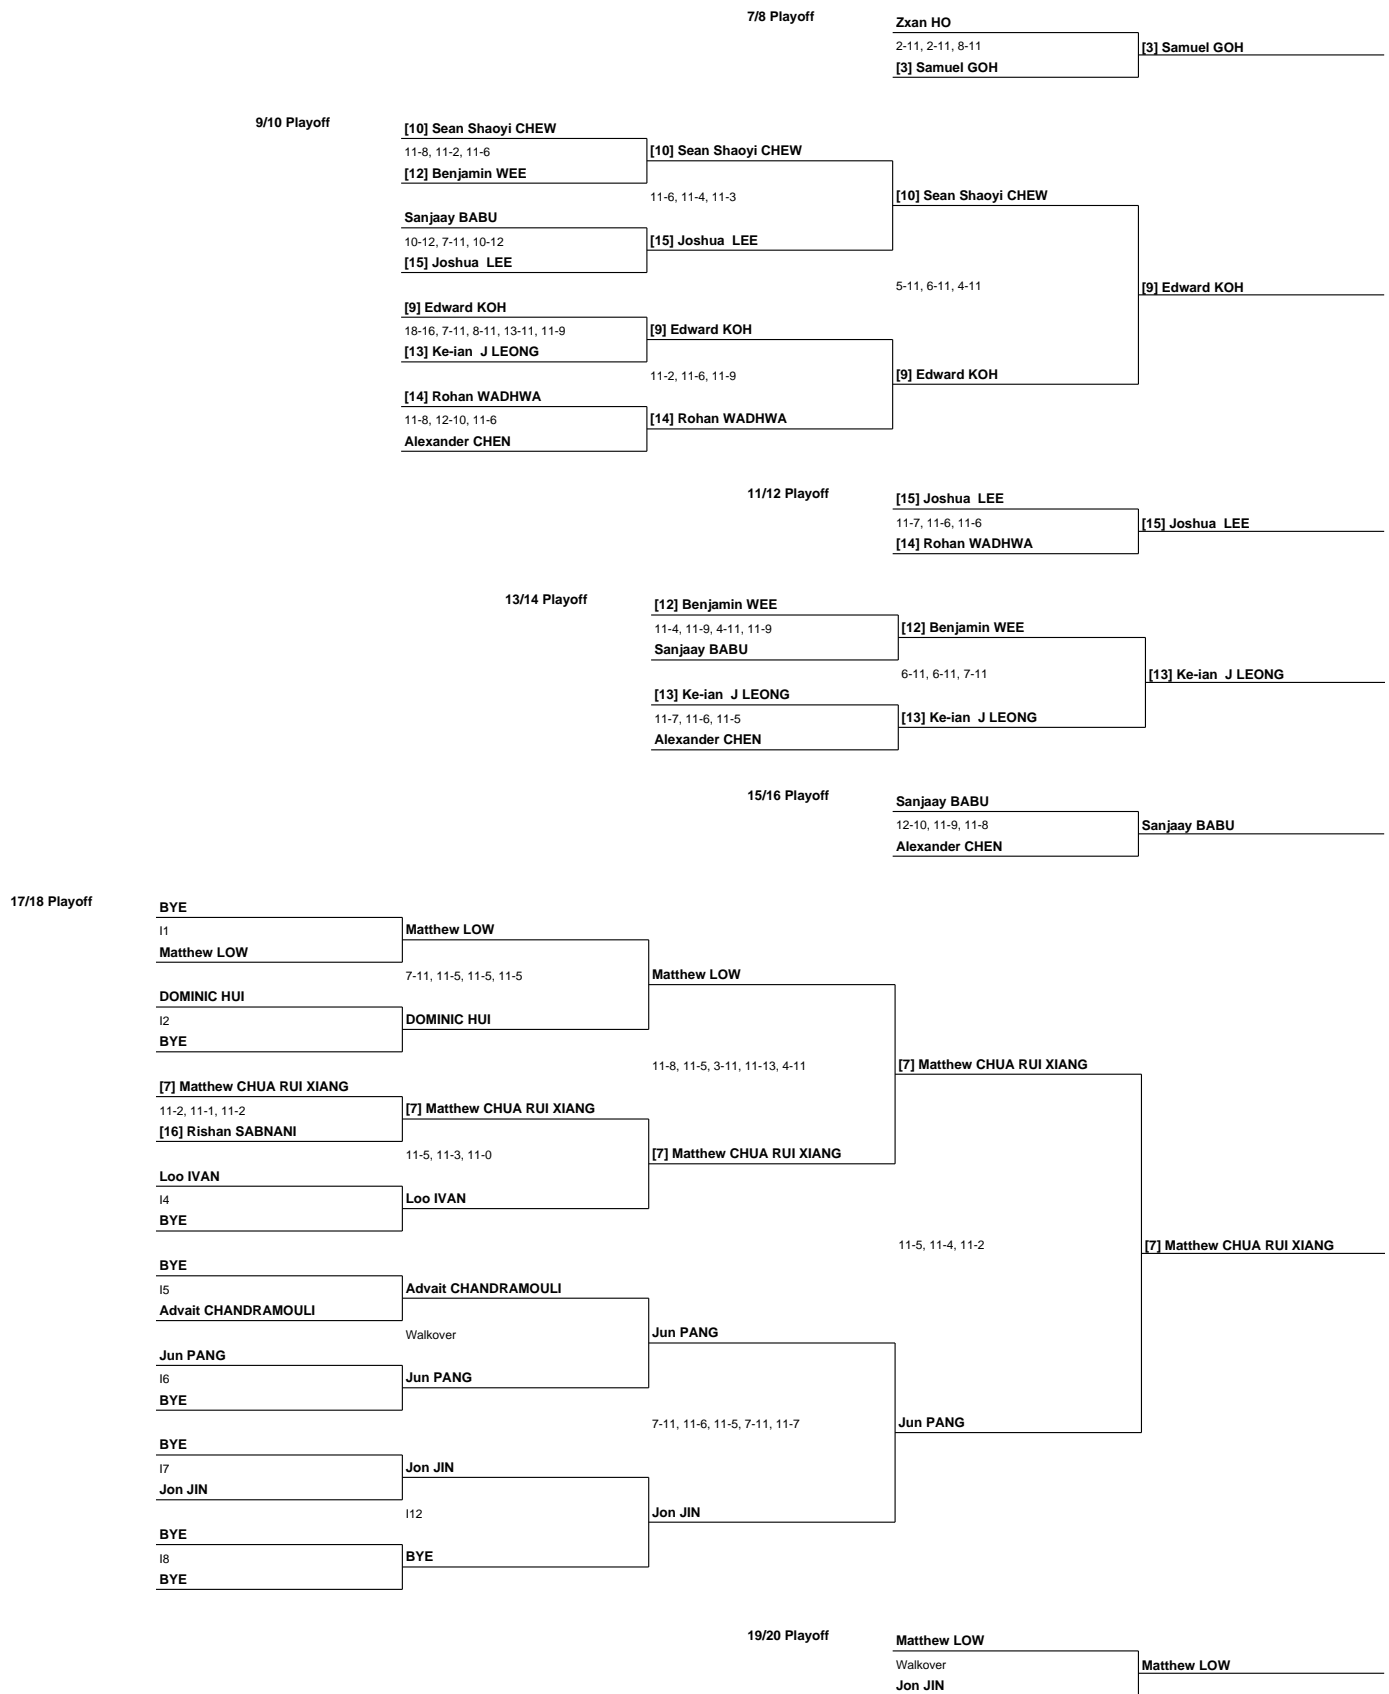 7/8 Playoff
Zxan HO
2-11, 2-11, 8-11
[3] Samuel GOH
[3] Samuel GOH
9/10 Playoff
[10] Sean Shaoyi CHEW
11-8, 11-2, 11-6
[12] Benjamin WEE
[10] Sean Shaoyi CHEW
11-6, 11-4, 11-3
[10] Sean Shaoyi CHEW
Sanjaay BABU
10-12, 7-11, 10-12
[15] Joshua LEE
[15] Joshua LEE
5-11, 6-11, 4-11
[9] Edward KOH
[9] Edward KOH
18-16, 7-11, 8-11, 13-11, 11-9
[13] Ke-ian J LEONG
[9] Edward KOH
11-2, 11-6, 11-9
[9] Edward KOH
[14] Rohan WADHWA
11-8, 12-10, 11-6
Alexander CHEN
[14] Rohan WADHWA
11/12 Playoff
[15] Joshua LEE
11-7, 11-6, 11-6
[14] Rohan WADHWA
[15] Joshua LEE
13/14 Playoff
[12] Benjamin WEE
11-4, 11-9, 4-11, 11-9
Sanjaay BABU
[12] Benjamin WEE
6-11, 6-11, 7-11
[13] Ke-ian J LEONG
[13] Ke-ian J LEONG
11-7, 11-6, 11-5
Alexander CHEN
[13] Ke-ian J LEONG
15/16 Playoff
Sanjaay BABU
12-10, 11-9, 11-8
Alexander CHEN
Sanjaay BABU
17/18 Playoff
BYE
I1
Matthew LOW
Matthew LOW
7-11, 11-5, 11-5, 11-5
Matthew LOW
DOMINIC HUI
I2
BYE
DOMINIC HUI
11-8, 11-5, 3-11, 11-13, 4-11
[7] Matthew CHUA RUI XIANG
[7] Matthew CHUA RUI XIANG
11-2, 11-1, 11-2
[16] Rishan SABNANI
[7] Matthew CHUA RUI XIANG
11-5, 11-3, 11-0
[7] Matthew CHUA RUI XIANG
Loo IVAN
I4
BYE
Loo IVAN
11-5, 11-4, 11-2
[7] Matthew CHUA RUI XIANG
BYE
I5
Advait CHANDRAMOULI
Advait CHANDRAMOULI
Walkover
Jun PANG
Jun PANG
I6
BYE
Jun PANG
7-11, 11-6, 11-5, 7-11, 11-7
Jun PANG
BYE
I7
Jon JIN
Jon JIN
I12
Jon JIN
BYE
I8
BYE
BYE
19/20 Playoff
Matthew LOW
Walkover
Jon JIN
Matthew LOW